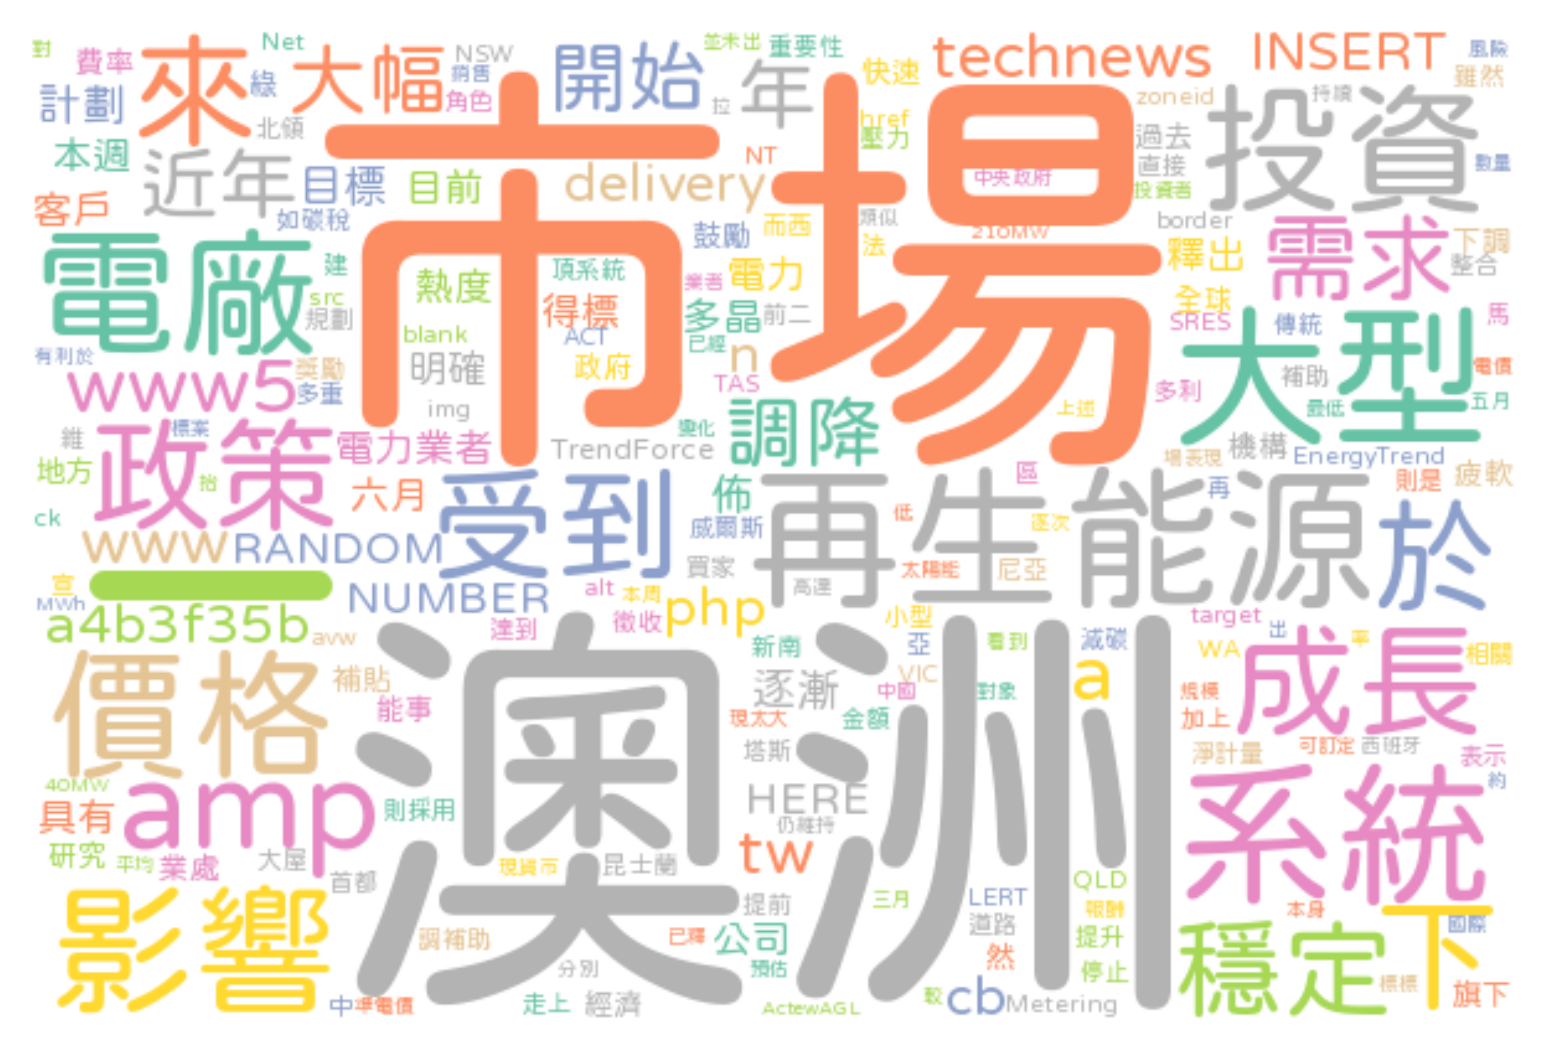 對
費率
來
Net
綠
大幅
NSW
銷售
角色
開始
並未出
重要性
拉
年
快速
technews
INSERT
風險
雖然
計劃
北領
href
壓力
zoneid
持續
投資
本週
近年
目標
目前
delivery
NT
市場
過去
直接
數量
客戶
如碳稅
鼓勵
而西
類似
法
中央政府
投資者
border
210MW
釋出
需求
下調
整合
電廠
建
src
規劃
熱度
頂系統
得標
業者
電力
多晶
前二
全球
SRES
傳統
馬
有利於
blank
ACT
已經
n
明確
政府
TAS
大型
補助
電價
www5
獎勵
多重
img
上述
多利
最低
五月
維
標案
政策
電力業者
TrendForce
變化
調降
機構
場表現
EnergyTrend
地方
抬
六月
受到
佈
再生能源
區
再
則是
疲軟
ck
www
RANDOM
威爾斯
低
逐次
於
宣
MWh
一
NUMBER
買家
太陽能
尼亞
alt
本周
高達
a4b3f35b
avw
達到
徵收
php
小型
target
出
價格
補貼
能事
新南
逐漸
亞
VIC
看到
減碳
WA
成長
率
相關
中國
對象
a
規模
澳洲
現太大
金額
加上
塔斯
淨計量
可訂定
西班牙
表示
約
40MW
amp
具有
則採用
HERE
仍維持
系統
研究
平均
業處
大屋
首都
現貨市
昆士蘭
tw
QLD
影響
提前
三月
LERT
報酬
本身
下
國際
調補助
已釋
公司
道路
提升
穩定
分別
預估
然
停止
標標
旗下
中
準電價
走上
經濟
ActewAGL
較
cb
Metering